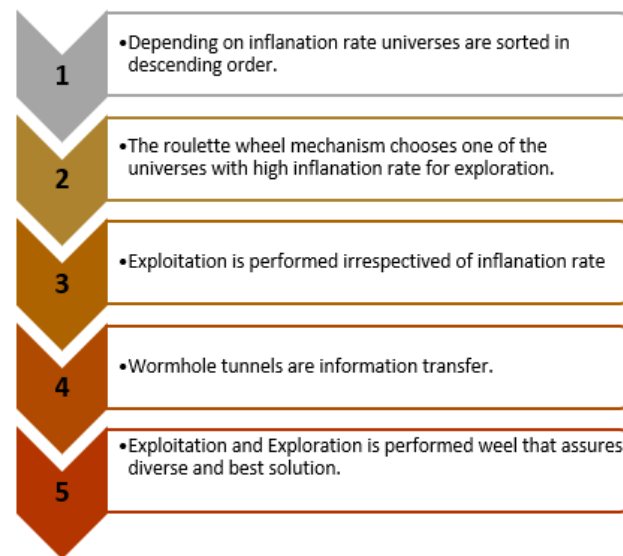 1
•Depending on inflanation rate universes are sorted in
descending order.
2
•The roulette wheel mechanism chooses one of the
universes with high inflanation rate for exploration.
3
•Exploitation is performed irrespectived of inflanation rate
4
•Wormhole tunnels are information transfer.
5
•Exploitation and Exploration is performed weel that assures
diverse and best solution.